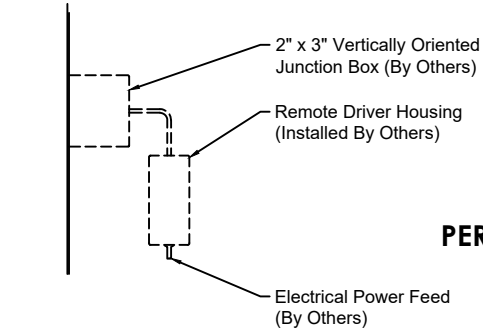 2" x 3" Vertically Oriented
Junction Box (By Others)
Remote Driver Housing
(Installed By Others)
PER
Electrical Power Feed
(By Others)